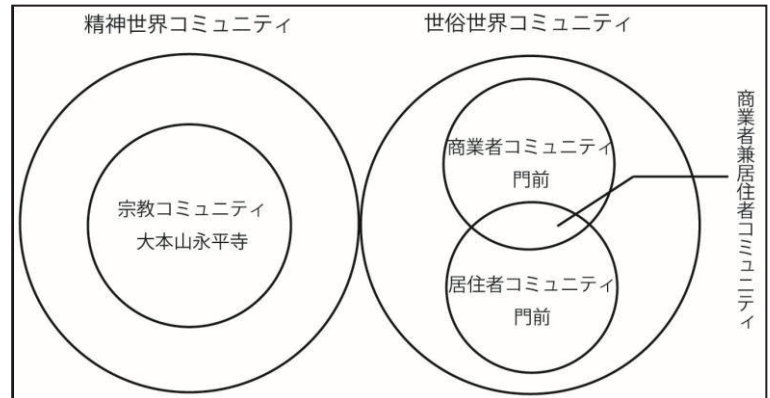 精神世界コミュニティ
世俗世界コミュニティ
宗教コミュニティ
大本山永平寺
商業者コミュニティ
門前
居住者コミュニティ
門前
商業者兼居住者コミュニティ